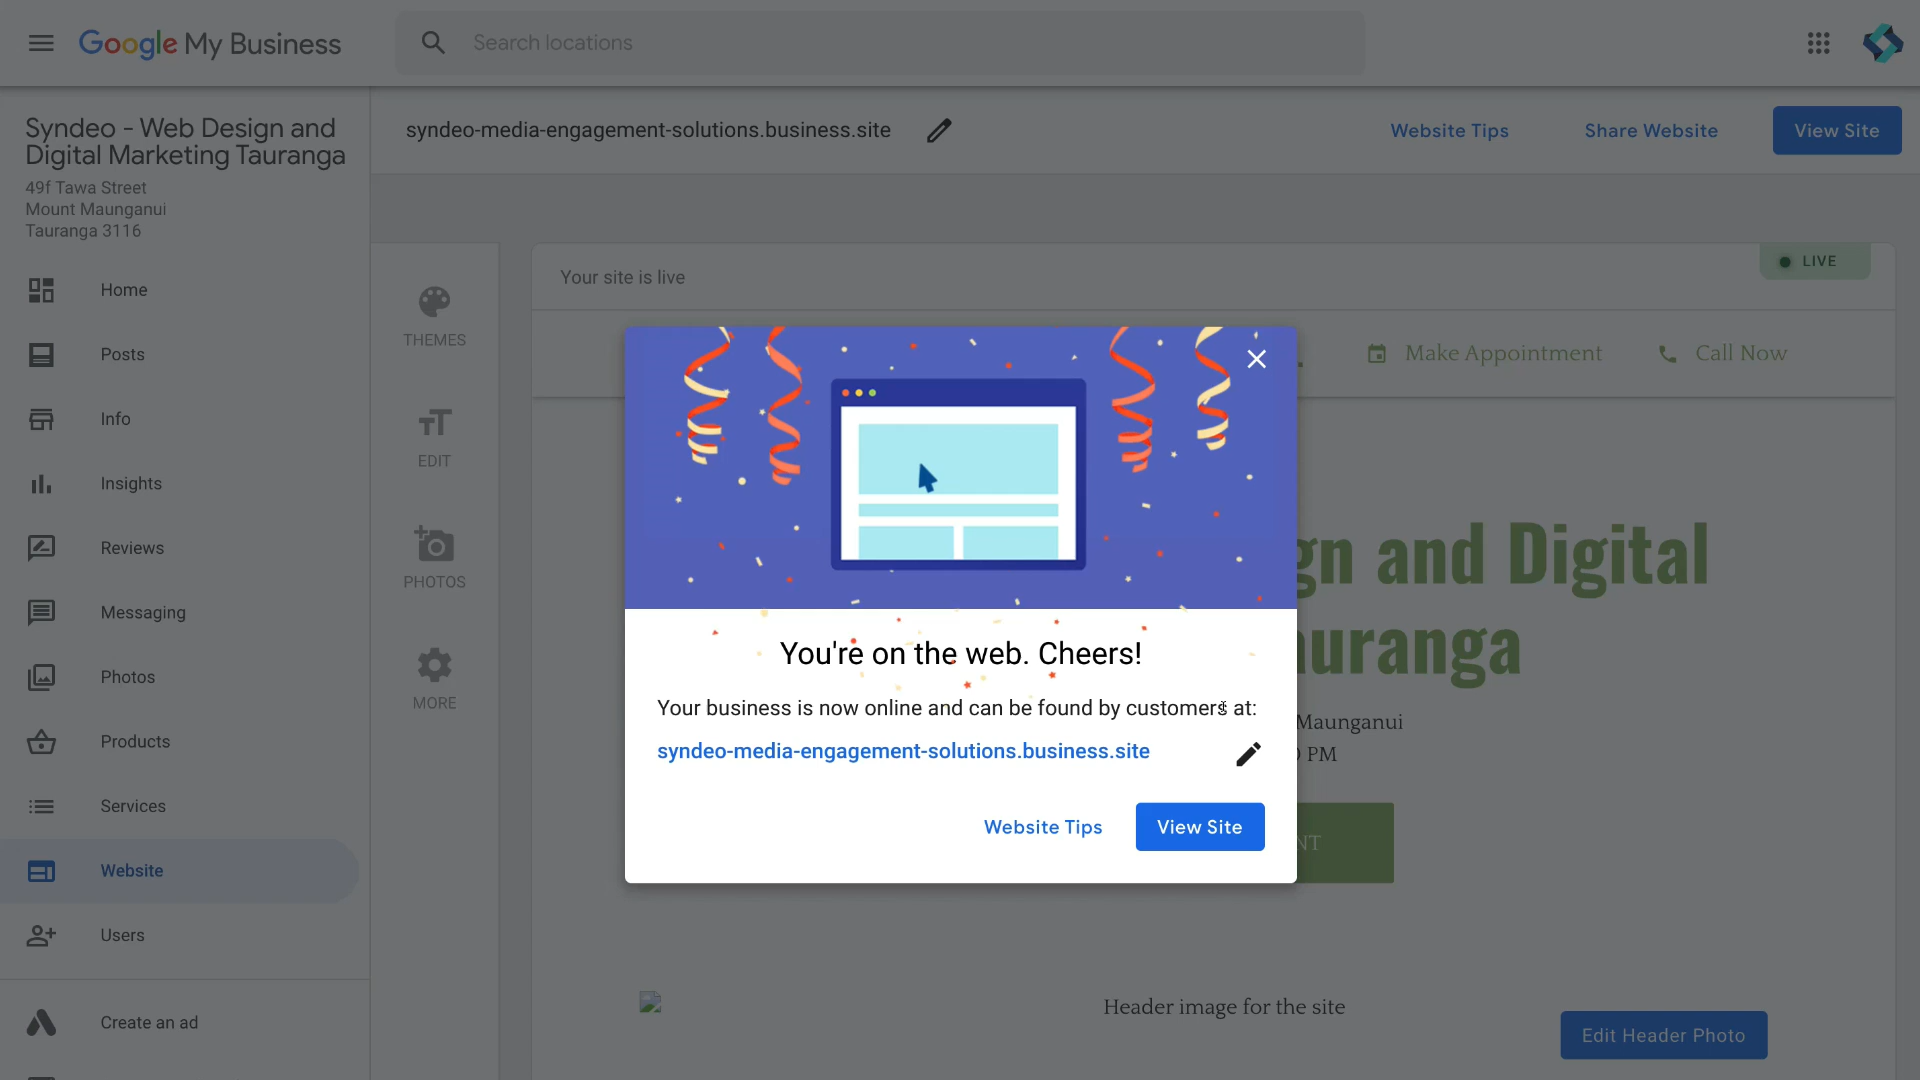 Google My Business
Search locations
Syndeo - Web Design and
Digital Marketing Tauranga
49f Tawa Street
Mount Maunganui
Tauranga 3116
syndeo-media-engagement-solutions.business.site
Website Tips
Share Website
View Site
Home
Posts
Info
Insights
Reviews
Messaging
Photos
Products
Services
Website
Users
Create an ad
THEMES
EDIT
PHOTOS
MORE
Your site is live
LIVE
Make Appointment
Call Now
Digital
and
Maunganui
PM
You're on the web. Cheers!
Your business is now online and can be found by customers at:
syndeo-media-engagement-solutions.business.site
Website Tips
View Site
Header image for the site
Edit Header Photo